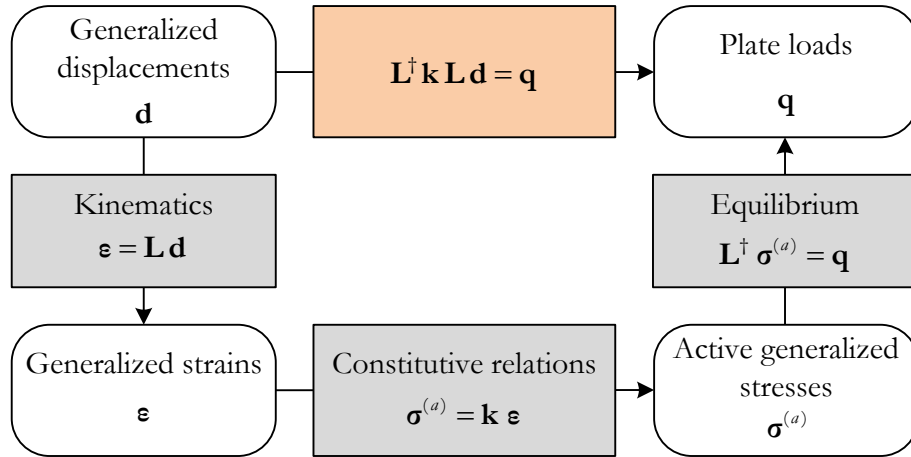 Generalized
displacements
d
L† k L d = q
Plate loads
q
Kinematics
ε = L d
Equilibrium
L† σ(a) = q
Generalized strains
ε
Constitutive relations
σ(a) = k ε
Active generalized
stresses
σ(a)